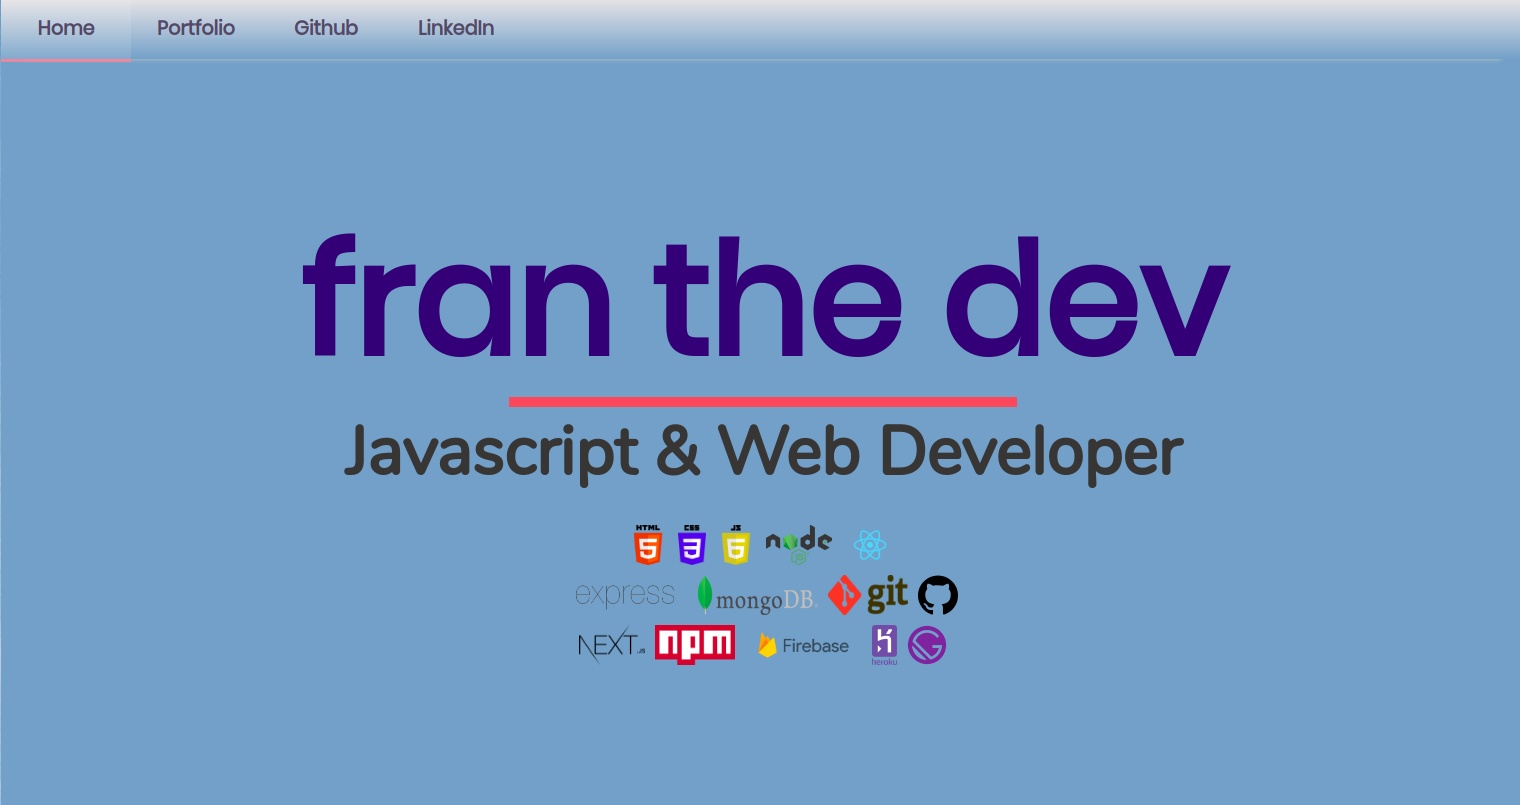 Home Portfolio Github LinkedIn
fran the dev
Javascript & Web Developer
HTML CSS JS node
5 3 6
express mongoDB. git
NEXT.JS npm Firebase heroku